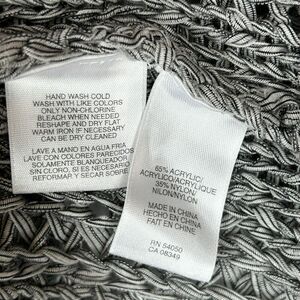 HAND WASH COLD
WASH WITH LIKE COLORS
ONLY NON-CHLORINE
BLEACH WHEN NEEDED
RESHAPE AND DRY FLAT
WARM IRON IF NECESSARY
CAN BE DRY CLEANED
LAVE A MANO EN AGUA FRIA
LAVE CON COLORES PARECIDOS
SOLAMENTE BLANQUEADOR
SIN CLORO, SI ES NECESARIO
REFORMAR Y SECAR SOBRE
65% ACRYLIC/
ACRYLICO/ACRYLIQUE
35% NYLON/
NILON/NYLON
MADE IN CHINA
HECHO EN CHINA
FAIT EN CHINE
RN 54050
CA 08349